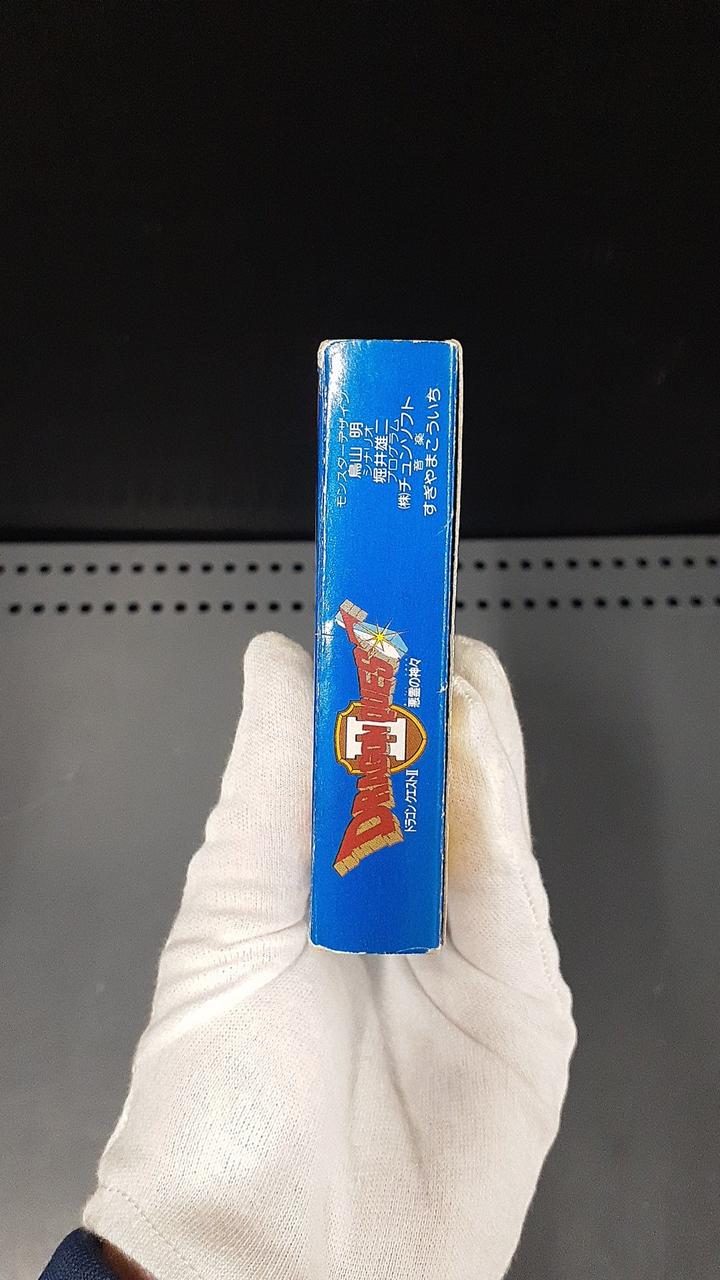 DRAGON QUEST
II
ドラゴンクエストII 悪霊の神々
モンスターデザイン
鳥山 明
シナリオ
堀井雄二
プログラム
(株)チュンソフト
音 楽
すぎやまこういち